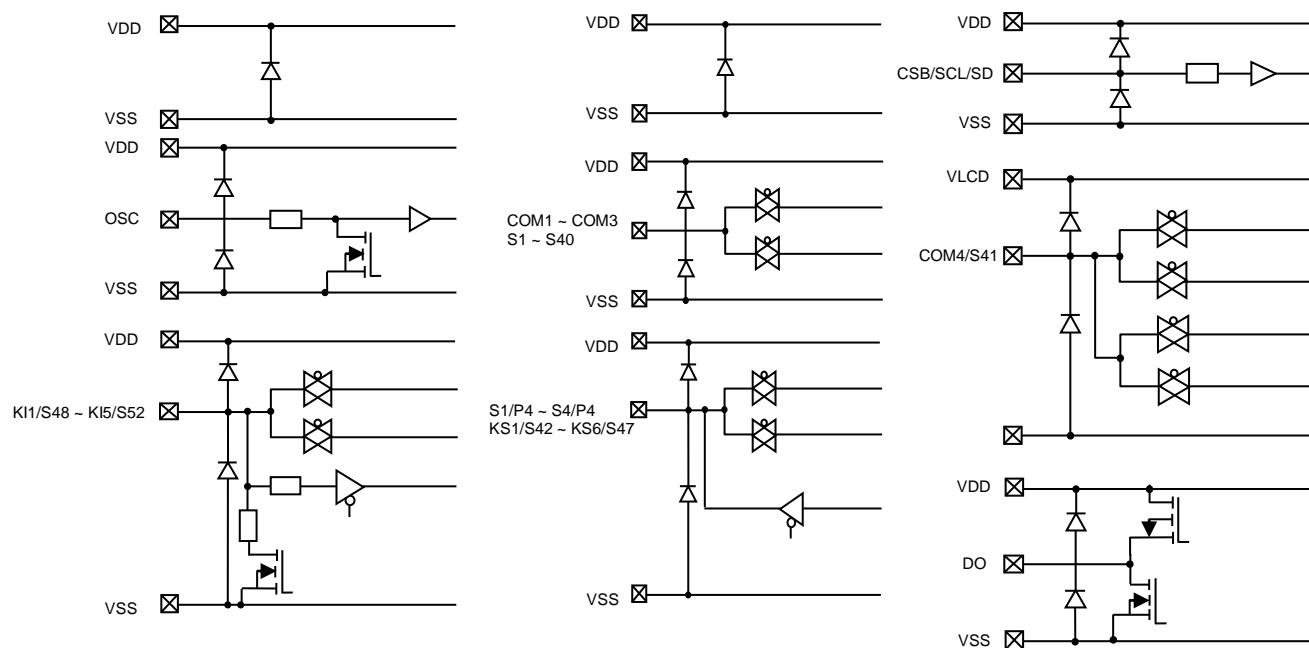 VDD
VSS
VDD
OSC
VSS
VDD
KI1/S48 ~ KI5/S52
VSS
VDD
VSS
VDD
COM1 ~ COM3
S1 ~ S40
VSS
VDD
S1/P4 ~ S4/P4
KS1/S42 ~ KS6/S47
VSS
VDD
CSB/SCL/SD
VSS
VLCD
COM4/S41
VDD
DO
VSS